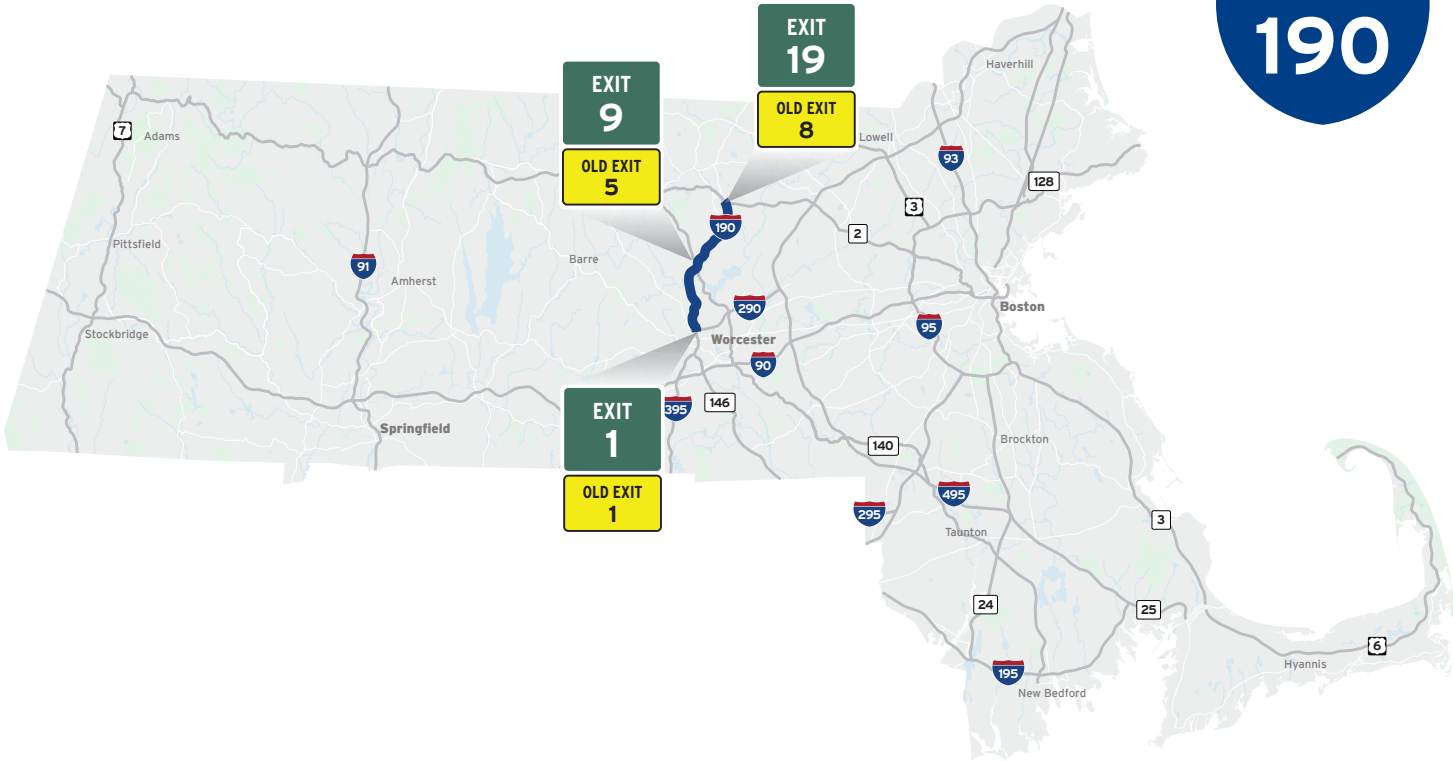 190
EXIT
19
OLD EXIT
8
EXIT
9
OLD EXIT
5
Haverhill
7
Adams
Lowell
93
128
3
190
2
Pittsfield
Barre
91
Amherst
290
Boston
95
Stockbridge
Worcester
90
EXIT
1
OLD EXIT
1
395
146
Springfield
140
Brockton
495
295
3
Taunton
24
25
6
Hyannis
195
New Bedford